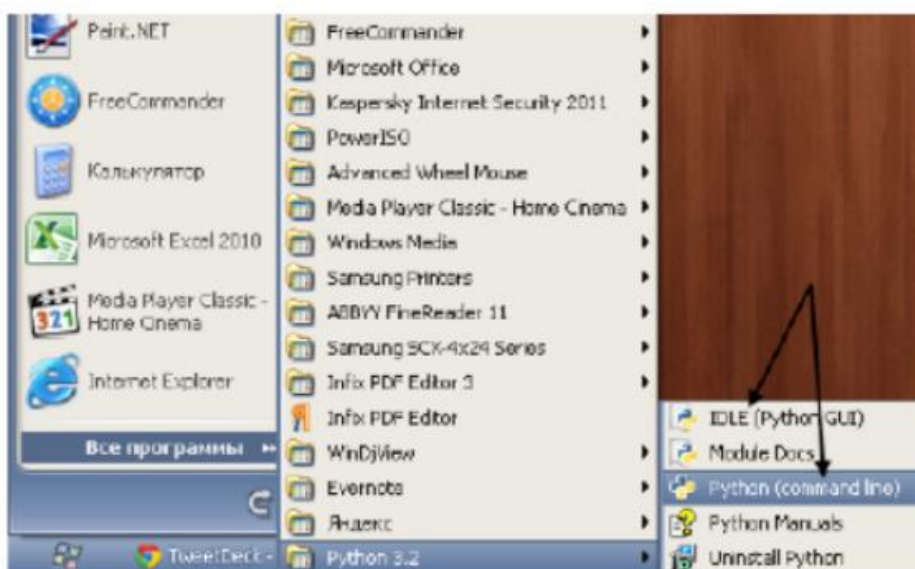 Paint.NET
FreeCommander
Калькулятор
Microsoft Excel 2010
Media Player Classic -
Home Cinema
Internet Explorer
Все программы
TweetDeck -
FreeCommander
Microsoft Office
Kaspersky Internet Security 2011
PowerISO
Advanced Wheel Mouse
Media Player Classic - Home Cinema
Windows Media
Samsung Printers
ABBYY FineReader 11
Samsung SCX-4x24 Series
Infix PDF Editor 3
Infix PDF Editor
WinDjView
Evernote
Яндекс
Python 3.2
IDLE (Python GUI)
Module Docs
Python (command line)
Python Manuals
Uninstall Python